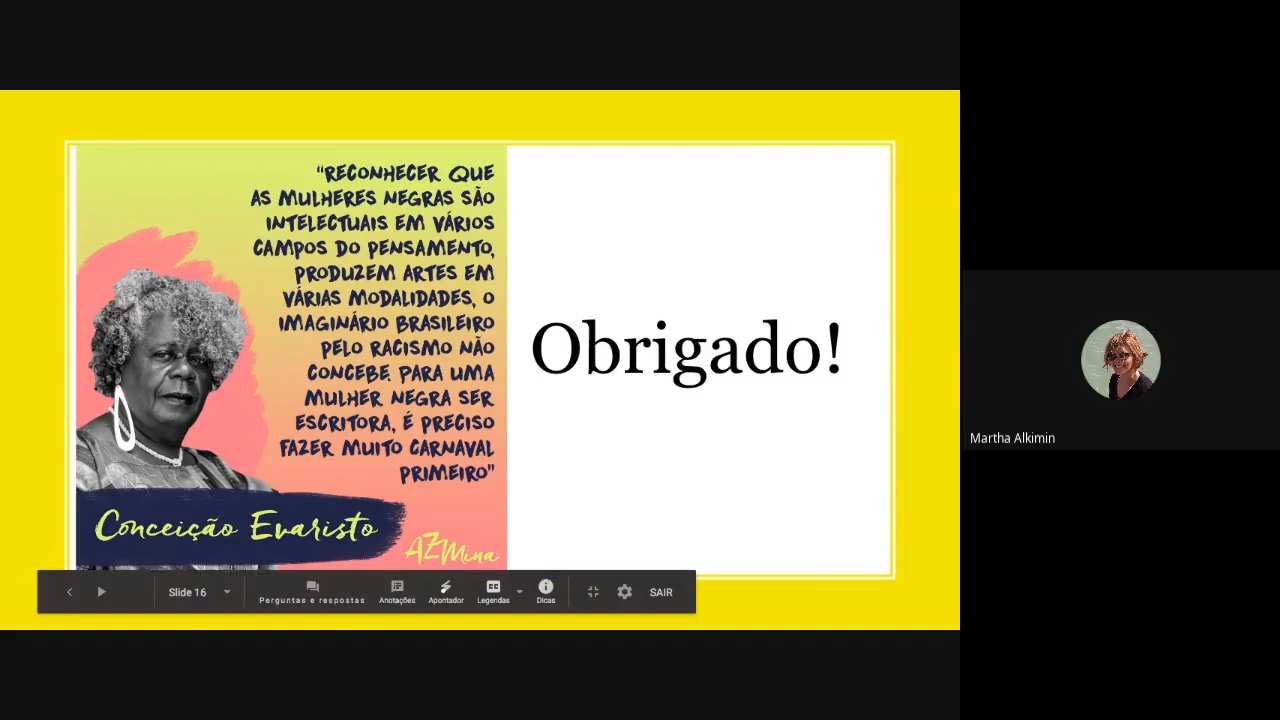 "RECONHECER QUE
AS MULHERES NEGRAS SÃO
INTELECTUAIS EM VÁRIOS
CAMPOS DO PENSAMENTO,
PRODUZEM ARTES EM
VÁRIAS MODALIDADES, O
IMAGINÁRIO BRASILEIRO
PELO RACISMO NÃO
CONCEBE. PARA UMA
MULHER NEGRA SER
ESCRITORA, É PRECISO
FAZER MUITO CARNAVAL
PRIMEIRO"
Conceição Evaristo
AZMina
Obrigado!
Martha Alkimin
Slide 16
Perguntas e respostas
Anotações
Apontador
Legendas
Dicas
SAIR